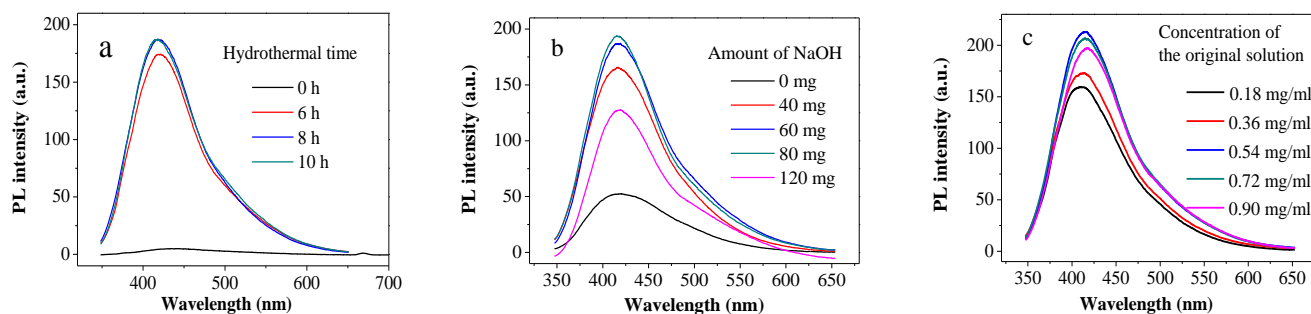 a
Hydrothermal time
0 h
6 h
8 h
10 h
200
150
100
50
0
PL intensity (a.u.)
400
500
600
700
Wavelength (nm)
b
Amount of NaOH
0 mg
40 mg
60 mg
80 mg
120 mg
200
150
100
50
0
PL intensity (a.u.)
350
400
450
500
550
600
650
Wavelength (nm)
c
Concentration of
the original solution
0.18 mg/ml
0.36 mg/ml
0.54 mg/ml
0.72 mg/ml
0.90 mg/ml
200
150
100
50
0
PL intensity (a.u.)
350
400
450
500
550
600
650
Wavelength (nm)